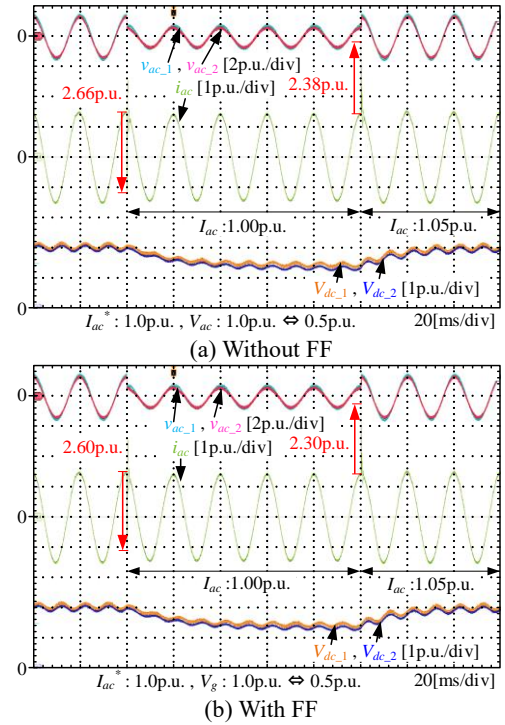 0
v_ac_1 , v_ac_2 [2p.u./div]
2.66p.u.
i_ac [1p.u./div]
2.38p.u.
0
I_ac :1.00p.u.
I_ac :1.05p.u.
V_dc_1 , V_dc_2 [1p.u./div]
0
I_ac* : 1.0p.u. , V_ac : 1.0p.u. ⇔ 0.5p.u.
20[ms/div]
(a) Without FF
0
v_ac_1 , v_ac_2 [2p.u./div]
2.60p.u.
i_ac [1p.u./div]
2.30p.u.
0
I_ac :1.00p.u.
I_ac :1.05p.u.
V_dc_1 , V_dc_2 [1p.u./div]
0
I_ac* : 1.0p.u. , V_g : 1.0p.u. ⇔ 0.5p.u.
20[ms/div]
(b) With FF